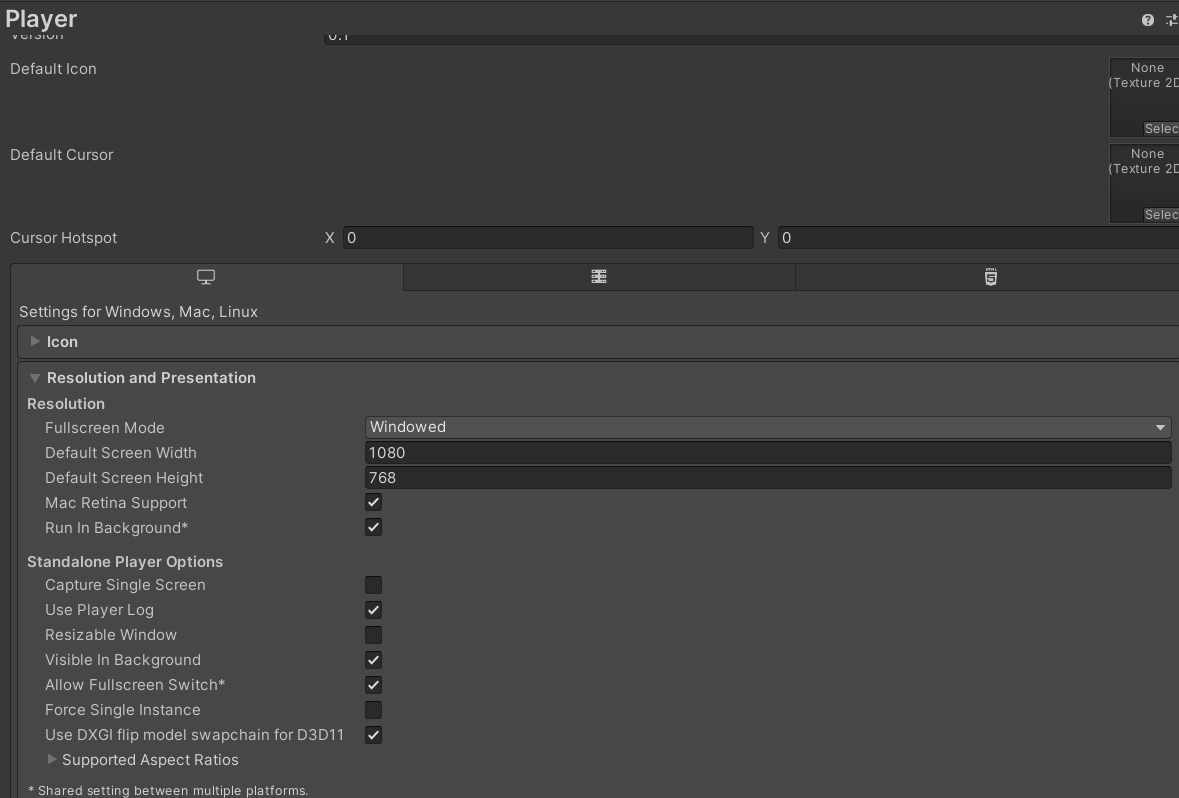 Player
Version 0.1
Default Icon
None
(Texture 2D
Selec
Default Cursor
None
(Texture 2D
Selec
Cursor Hotspot X 0 Y 0
Settings for Windows, Mac, Linux
Icon
Resolution and Presentation
Resolution
Fullscreen Mode Windowed
Default Screen Width 1080
Default Screen Height 768
Mac Retina Support
Run In Background*
Standalone Player Options
Capture Single Screen
Use Player Log
Resizable Window
Visible In Background
Allow Fullscreen Switch*
Force Single Instance
Use DXGI flip model swapchain for D3D11
Supported Aspect Ratios
* Shared setting between multiple platforms.